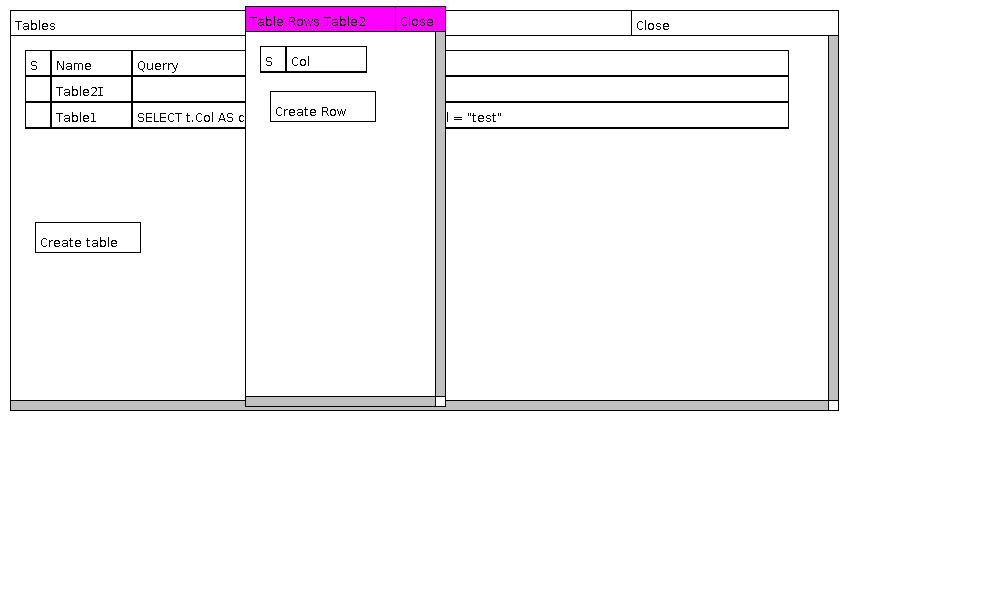 Tables
Table Rows Table2
Close
Close
S
Name
Querry
S
Col
Table2I
Create Row
Table1
SELECT t.Col AS
l = "test"
Create table